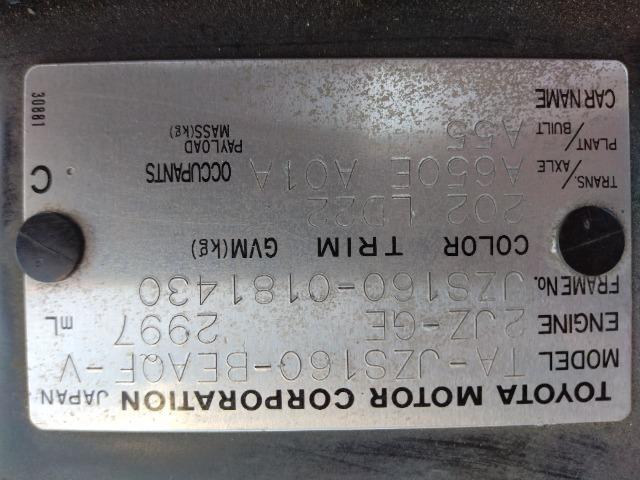 TOYOTA MOTOR CORPORATION JAPAN
MODEL TA-JZS160-BEAQF-V
ENGINE 2JZ-GE 2997 mL
FRAME No. JZS160-0181430
COLOR TRIM GVM(kg)
202 LD22
TRANS./AXLE A650E A01A OCCUPANTS
C
PLANT/BUILT A55 PAYLOAD MASS(kg)
CAR NAME
30881